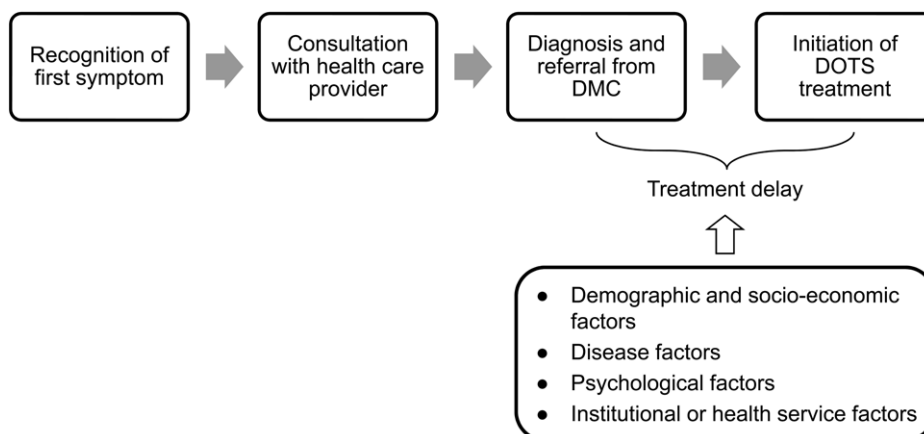 Recognition of
first symptom
Consultation
with health care
provider
Diagnosis and
referral from
DMC
Initiation of
DOTS
treatment
Treatment delay
● Demographic and socio-economic
factors
● Disease factors
● Psychological factors
● Institutional or health service factors